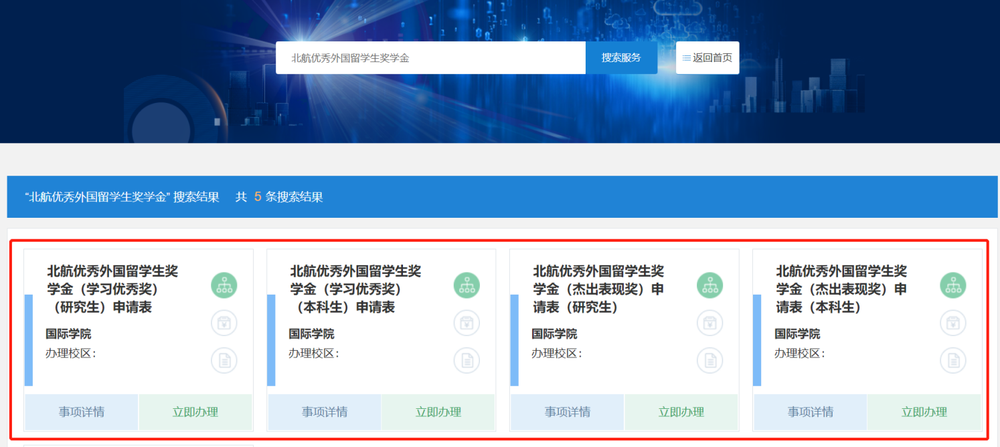 北航优秀外国留学生奖学金
搜索服务
返回首页
“北航优秀外国留学生奖学金” 搜索结果 共 5 条搜索结果
北航优秀外国留学生奖
学金（学习优秀奖）
（研究生）申请表
国际学院
办理校区：
事项详情
立即办理
北航优秀外国留学生奖
学金（学习优秀奖）
（本科生）申请表
国际学院
办理校区：
事项详情
立即办理
北航优秀外国留学生奖
学金（杰出表现奖）申
请表（研究生）
国际学院
办理校区：
事项详情
立即办理
北航优秀外国留学生奖
学金（杰出表现奖）申
请表（本科生）
国际学院
办理校区：
事项详情
立即办理